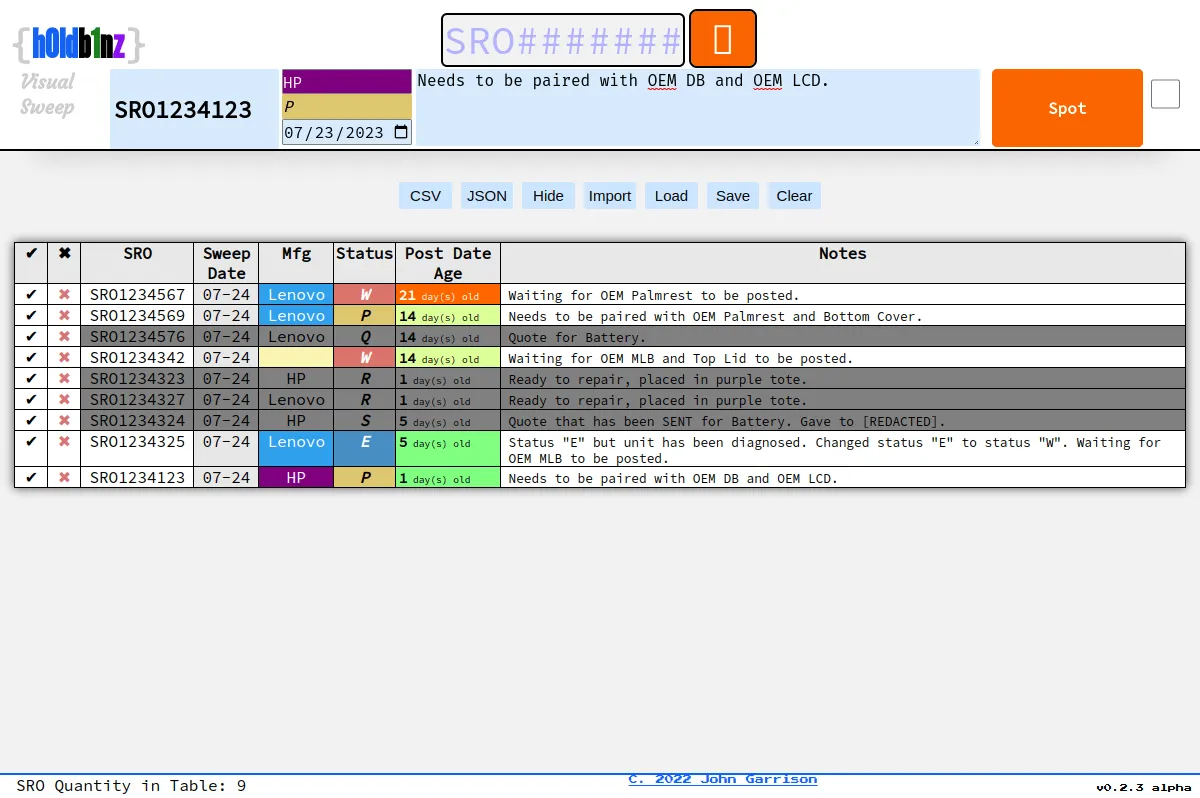 {h0ldb1nz}
SRO#######
Visual
Sweep
SRO1234123
HP
P
07/23/2023
Needs to be paired with OEM DB and OEM LCD.
Spot
CSV JSON Hide Import Load Save Clear
✔ ✖ SRO Sweep Date Mfg Status Post Date Age Notes
✔ ✖ SRO1234567 07-24 Lenovo W 21 day(s) old Waiting for OEM Palmrest to be posted.
✔ ✖ SRO1234569 07-24 Lenovo P 14 day(s) old Needs to be paired with OEM Palmrest and Bottom Cover.
✔ ✖ SRO1234576 07-24 Lenovo Q 14 day(s) old Quote for Battery.
✔ ✖ SRO1234342 07-24 W 14 day(s) old Waiting for OEM MLB and Top Lid to be posted.
✔ ✖ SRO1234323 07-24 HP R 1 day(s) old Ready to repair, placed in purple tote.
✔ ✖ SRO1234327 07-24 Lenovo R 1 day(s) old Ready to repair, placed in purple tote.
✔ ✖ SRO1234324 07-24 HP S 5 day(s) old Quote that has been SENT for Battery. Gave to [REDACTED].
✔ ✖ SRO1234325 07-24 Lenovo E 5 day(s) old Status "E" but unit has been diagnosed. Changed status "E" to status "W". Waiting for
OEM MLB to be posted.
✔ ✖ SRO1234123 07-24 HP P 1 day(s) old Needs to be paired with OEM DB and OEM LCD.
SRO Quantity in Table: 9
C. 2022 John Garrison
v0.2.3 alpha